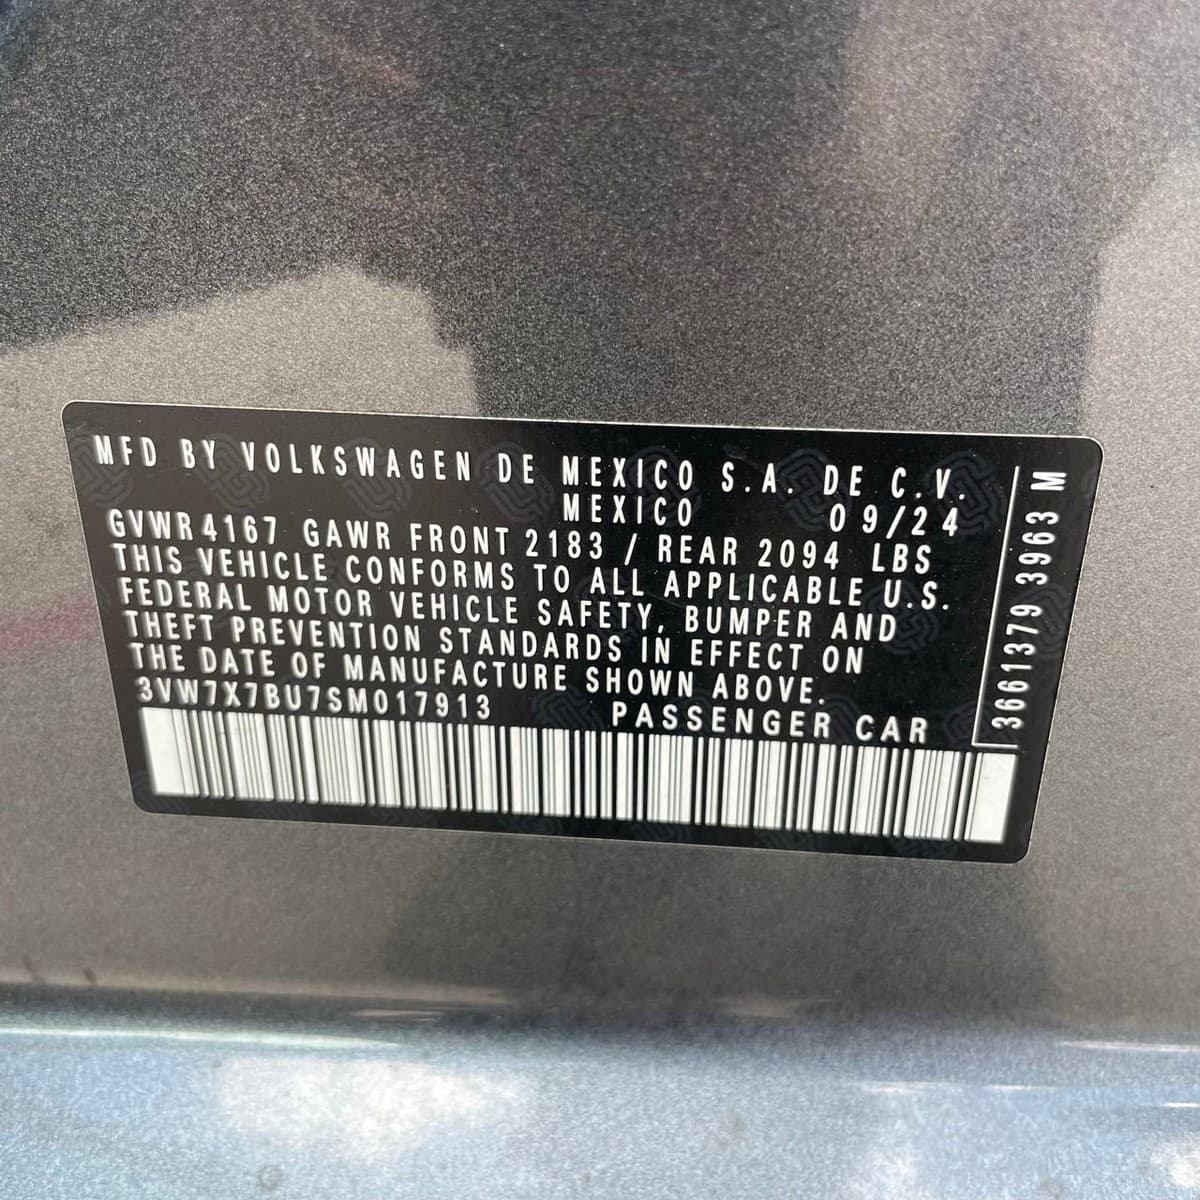 MFD BY VOLKSWAGEN DE MEXICO S.A. DE C.V.
MEXICO 09/24
GVWR 4167 GAWR FRONT 2183 / REAR 2094 LBS
THIS VEHICLE CONFORMS TO ALL APPLICABLE U.S.
FEDERAL MOTOR VEHICLE SAFETY, BUMPER AND
THEFT PREVENTION STANDARDS IN EFFECT ON
THE DATE OF MANUFACTURE SHOWN ABOVE.
3VW7X7BU7SM017913 PASSENGER CAR
3661379 3963 M